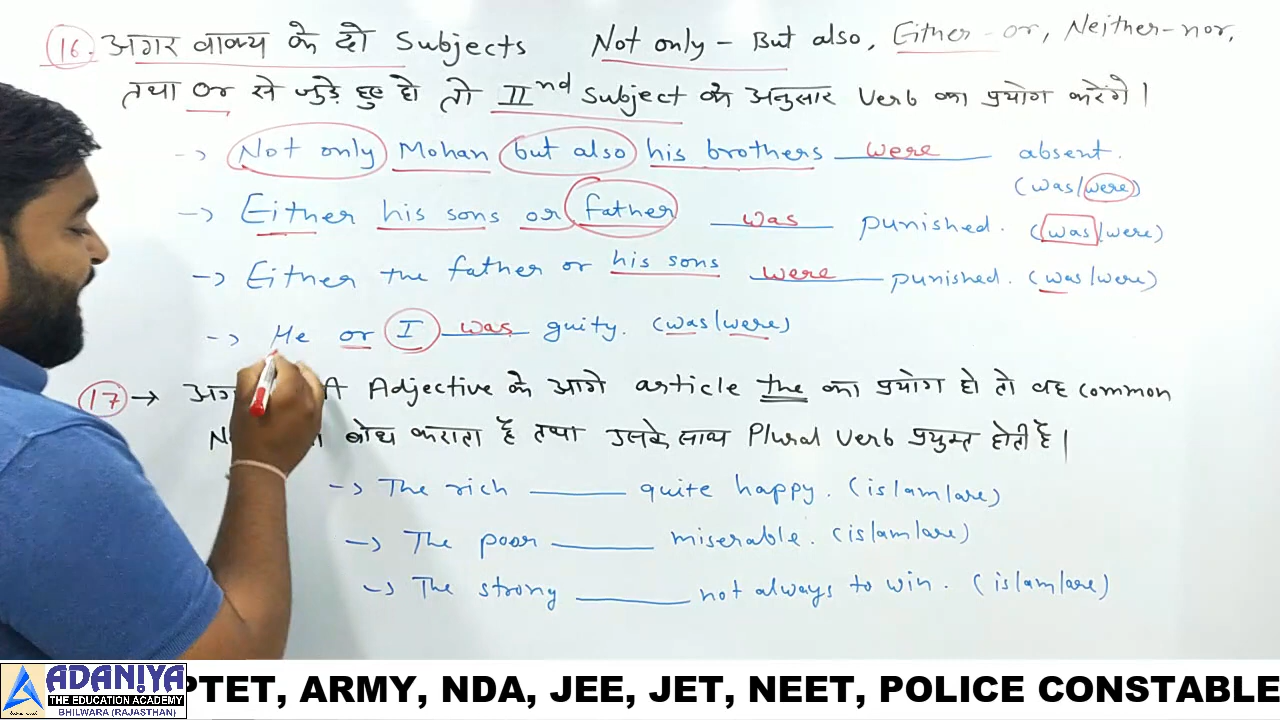 16. अगर वाक्य के दो Subjects Not only - But also, Either - or, Neither-nor,
तथा or से जुड़े हुए हो तो IInd Subject के अनुसार Verb का प्रयोग करेंगे।
-> Not only Mohan but also his brothers were absent.
(was/were)
-> Either his sons or father was punished. (was/were)
-> Either the father or his sons were punished. (was/were)
-> He or I was guity. (was/were)
17 -> A Adjective के आगे article the का प्रयोग हो तो वह common
बोध कराता है तथा उसके साथ Plural Verb प्रयुक्त होती है।
-> The rich ______ quite happy. (is/am/are)
-> The poor ______ miserable. (is/am/are)
-> The strong ______ not always to win. (is/am/are)
ADANIYA
THE EDUCATION ACADEMY
BHILWARA (RAJASTHAN)
PTET, ARMY, NDA, JEE, JET, NEET, POLICE CONSTABLE